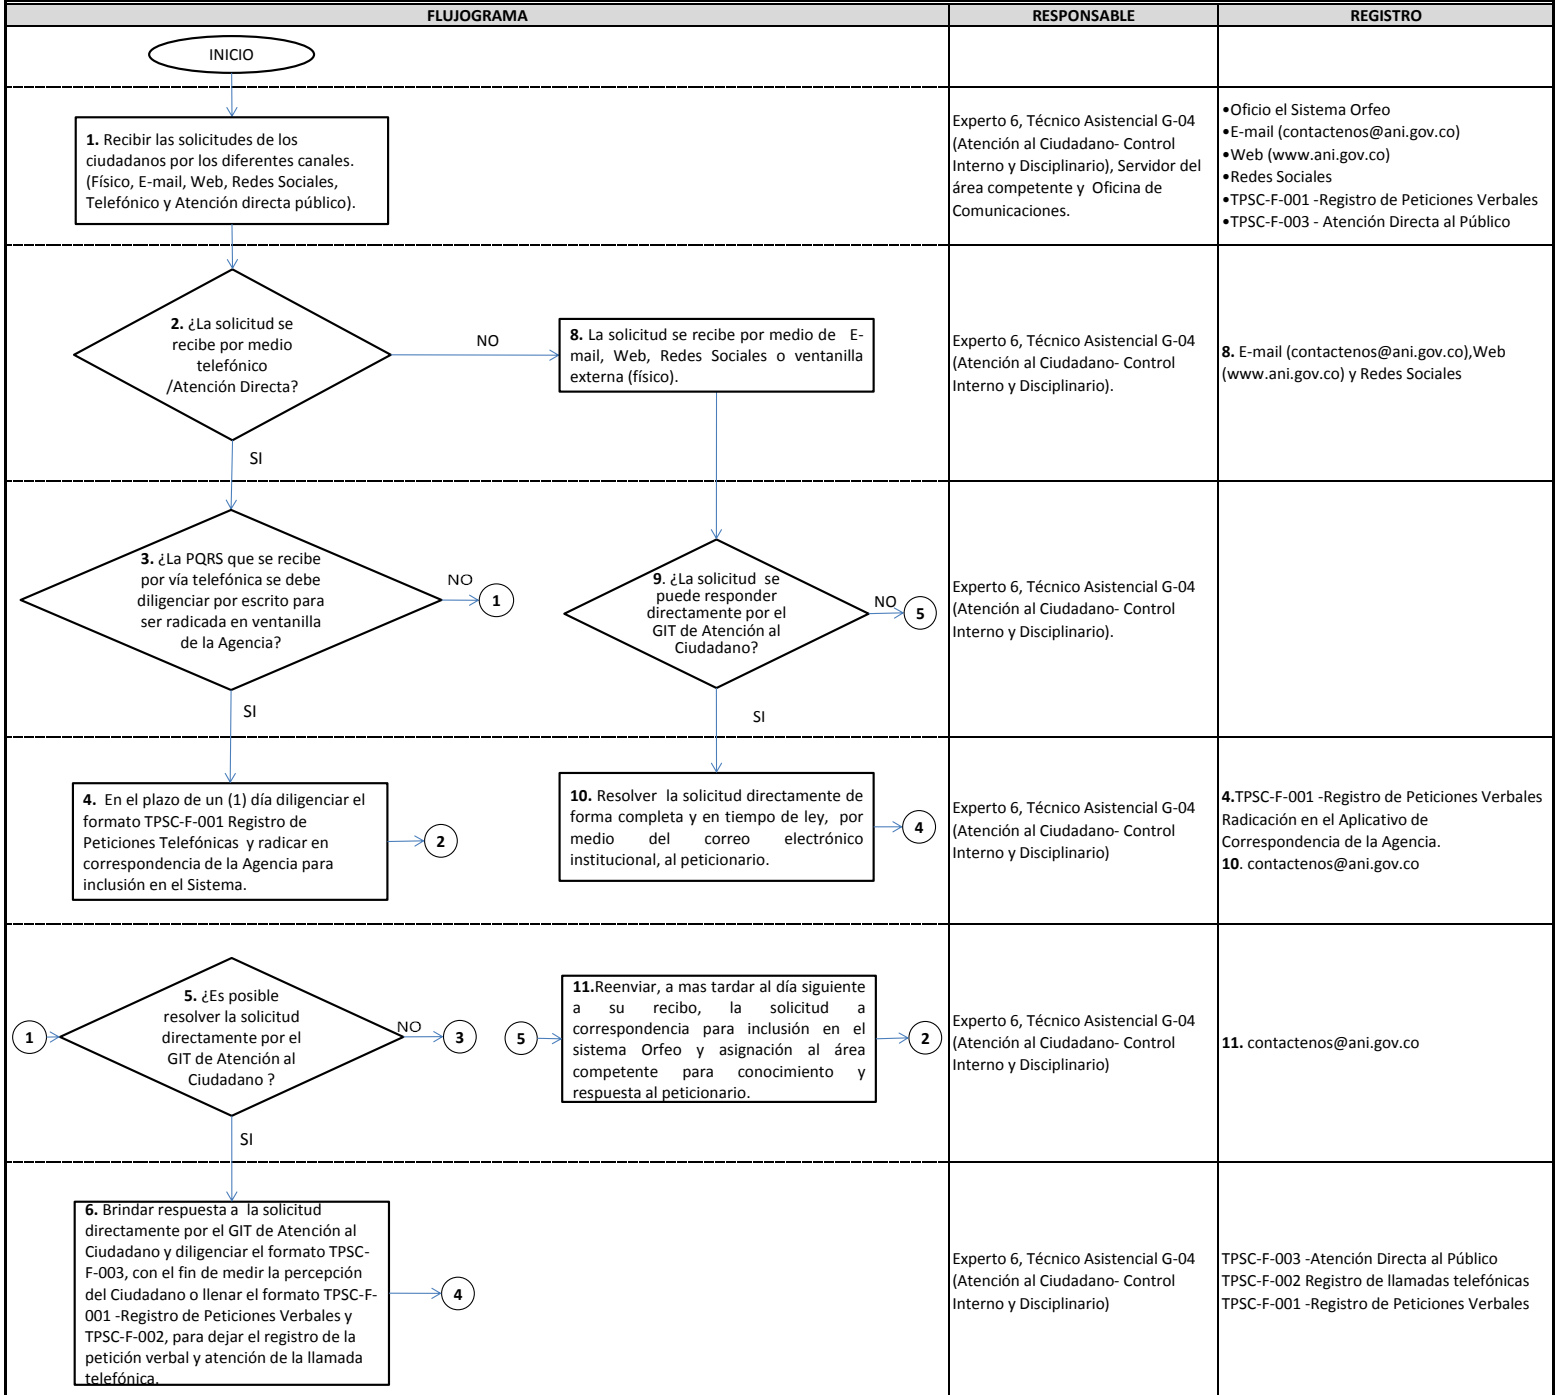 FLUJOGRAMA
RESPONSABLE
REGISTRO
INICIO
1. Recibir las solicitudes de los
ciudadanos por los diferentes canales.
(Físico, E-mail, Web, Redes Sociales,
Telefónico y Atención directa público).
Experto 6, Técnico Asistencial G-04
(Atención al Ciudadano- Control
Interno y Disciplinario), Servidor del
área competente y Oficina de
Comunicaciones.
•Oficio el Sistema Orfeo
•E-mail (contactenos@ani.gov.co)
•Web (www.ani.gov.co)
•Redes Sociales
•TPSC-F-001 -Registro de Peticiones Verbales
•TPSC-F-003 - Atención Directa al Público
2. ¿La solicitud se
recibe por medio
telefónico
/Atención Directa?
NO
SI
8. La solicitud se recibe por medio de E-
mail, Web, Redes Sociales o ventanilla
externa (físico).
Experto 6, Técnico Asistencial G-04
(Atención al Ciudadano- Control
Interno y Disciplinario).
8. E-mail (contactenos@ani.gov.co),Web
(www.ani.gov.co) y Redes Sociales
3. ¿La PQRS que se recibe
por vía telefónica se debe
diligenciar por escrito para
ser radicada en ventanilla
de la Agencia?
NO
1
SI
9. ¿La solicitud se
puede responder
directamente por el
GIT de Atención al
Ciudadano?
NO
5
SI
Experto 6, Técnico Asistencial G-04
(Atención al Ciudadano- Control
Interno y Disciplinario).
4. En el plazo de un (1) día diligenciar el
formato TPSC-F-001 Registro de
Peticiones Telefónicas y radicar en
correspondencia de la Agencia para
inclusión en el Sistema.
2
10. Resolver la solicitud directamente de
forma completa y en tiempo de ley, por
medio del correo electrónico
institucional, al peticionario.
4
Experto 6, Técnico Asistencial G-04
(Atención al Ciudadano- Control
Interno y Disciplinario)
4.TPSC-F-001 -Registro de Peticiones Verbales
Radicación en el Aplicativo de
Correspondencia de la Agencia.
10. contactenos@ani.gov.co
1
5. ¿Es posible
resolver la solicitud
directamente por el
GIT de Atención al
Ciudadano ?
NO
3
SI
5
11.Reenviar, a mas tardar al día siguiente
a su recibo, la solicitud a
correspondencia para inclusión en el
sistema Orfeo y asignación al área
competente para conocimiento y
respuesta al peticionario.
2
Experto 6, Técnico Asistencial G-04
(Atención al Ciudadano- Control
Interno y Disciplinario)
11. contactenos@ani.gov.co
6. Brindar respuesta a la solicitud
directamente por el GIT de Atención al
Ciudadano y diligenciar el formato TPSC-
F-003, con el fin de medir la percepción
del Ciudadano o llenar el formato TPSC-F-
001 -Registro de Peticiones Verbales y
TPSC-F-002, para dejar el registro de la
petición verbal y atención de la llamada
telefónica.
4
Experto 6, Técnico Asistencial G-04
(Atención al Ciudadano- Control
Interno y Disciplinario)
TPSC-F-003 -Atención Directa al Público
TPSC-F-002 Registro de llamadas telefónicas
TPSC-F-001 -Registro de Peticiones Verbales